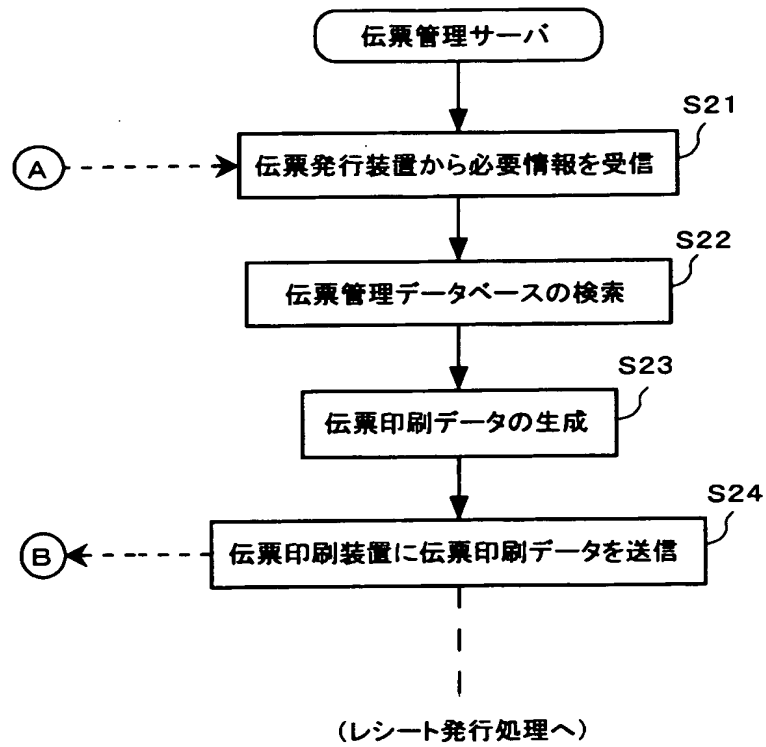 伝票管理サーバ
S21
A
伝票発行装置から必要情報を受信
S22
伝票管理データベースの検索
S23
伝票印刷データの生成
S24
B
伝票印刷装置に伝票印刷データを送信
(レシート発行処理へ)